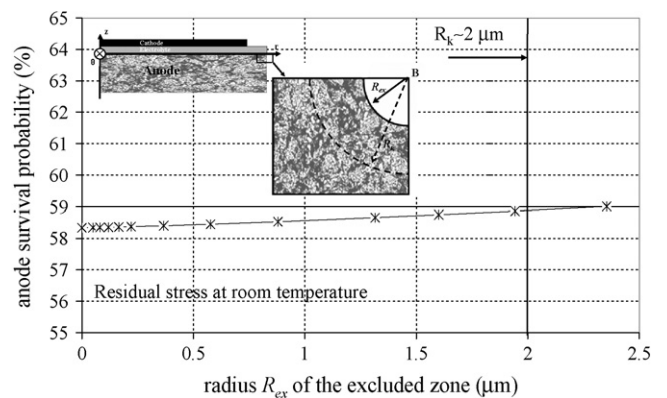 65
64
63
62
61
60
59
58
57
56
55
anode survival probability (%)
z
Cathode
Electrolyte
r
0
Anode
B
R_ex
R_k~2 μm
Residual stress at room temperature
0
0.5
1
1.5
2
2.5
radius R_ex of the excluded zone (μm)